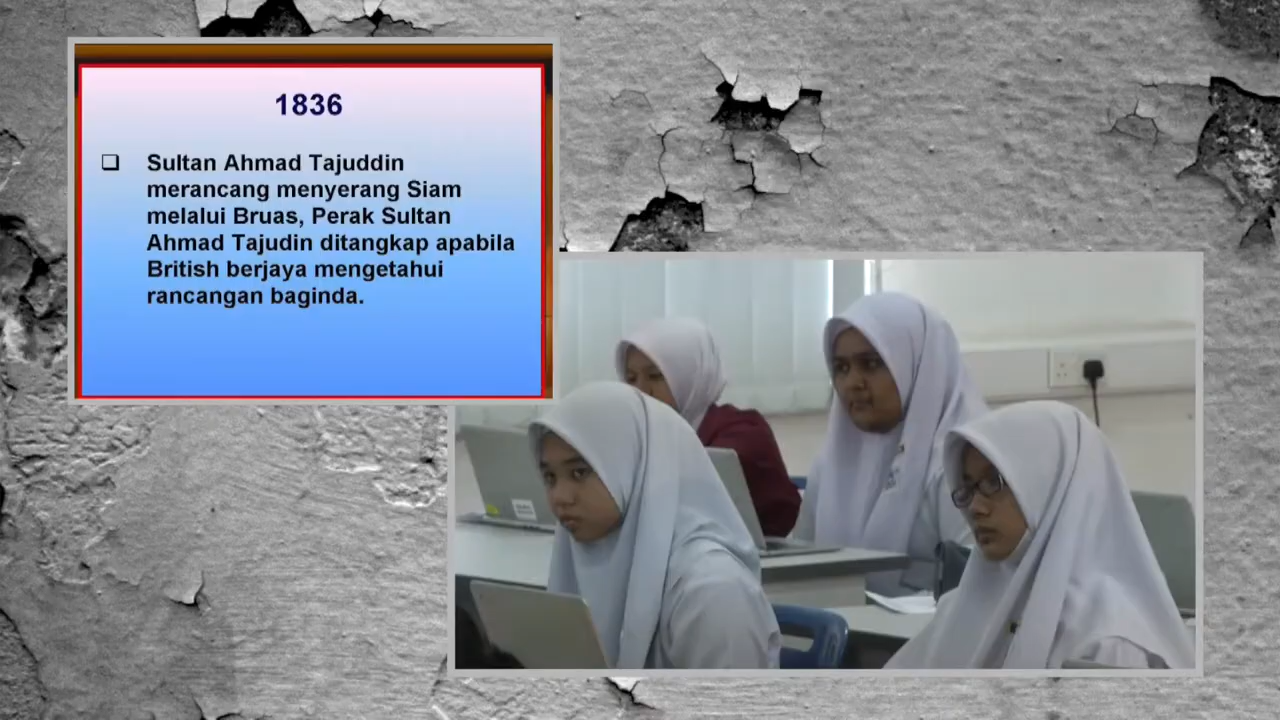 1836
Sultan Ahmad Tajuddin
merancang menyerang Siam
melalui Bruas, Perak Sultan
Ahmad Tajudin ditangkap apabila
British berjaya mengetahui
rancangan baginda.